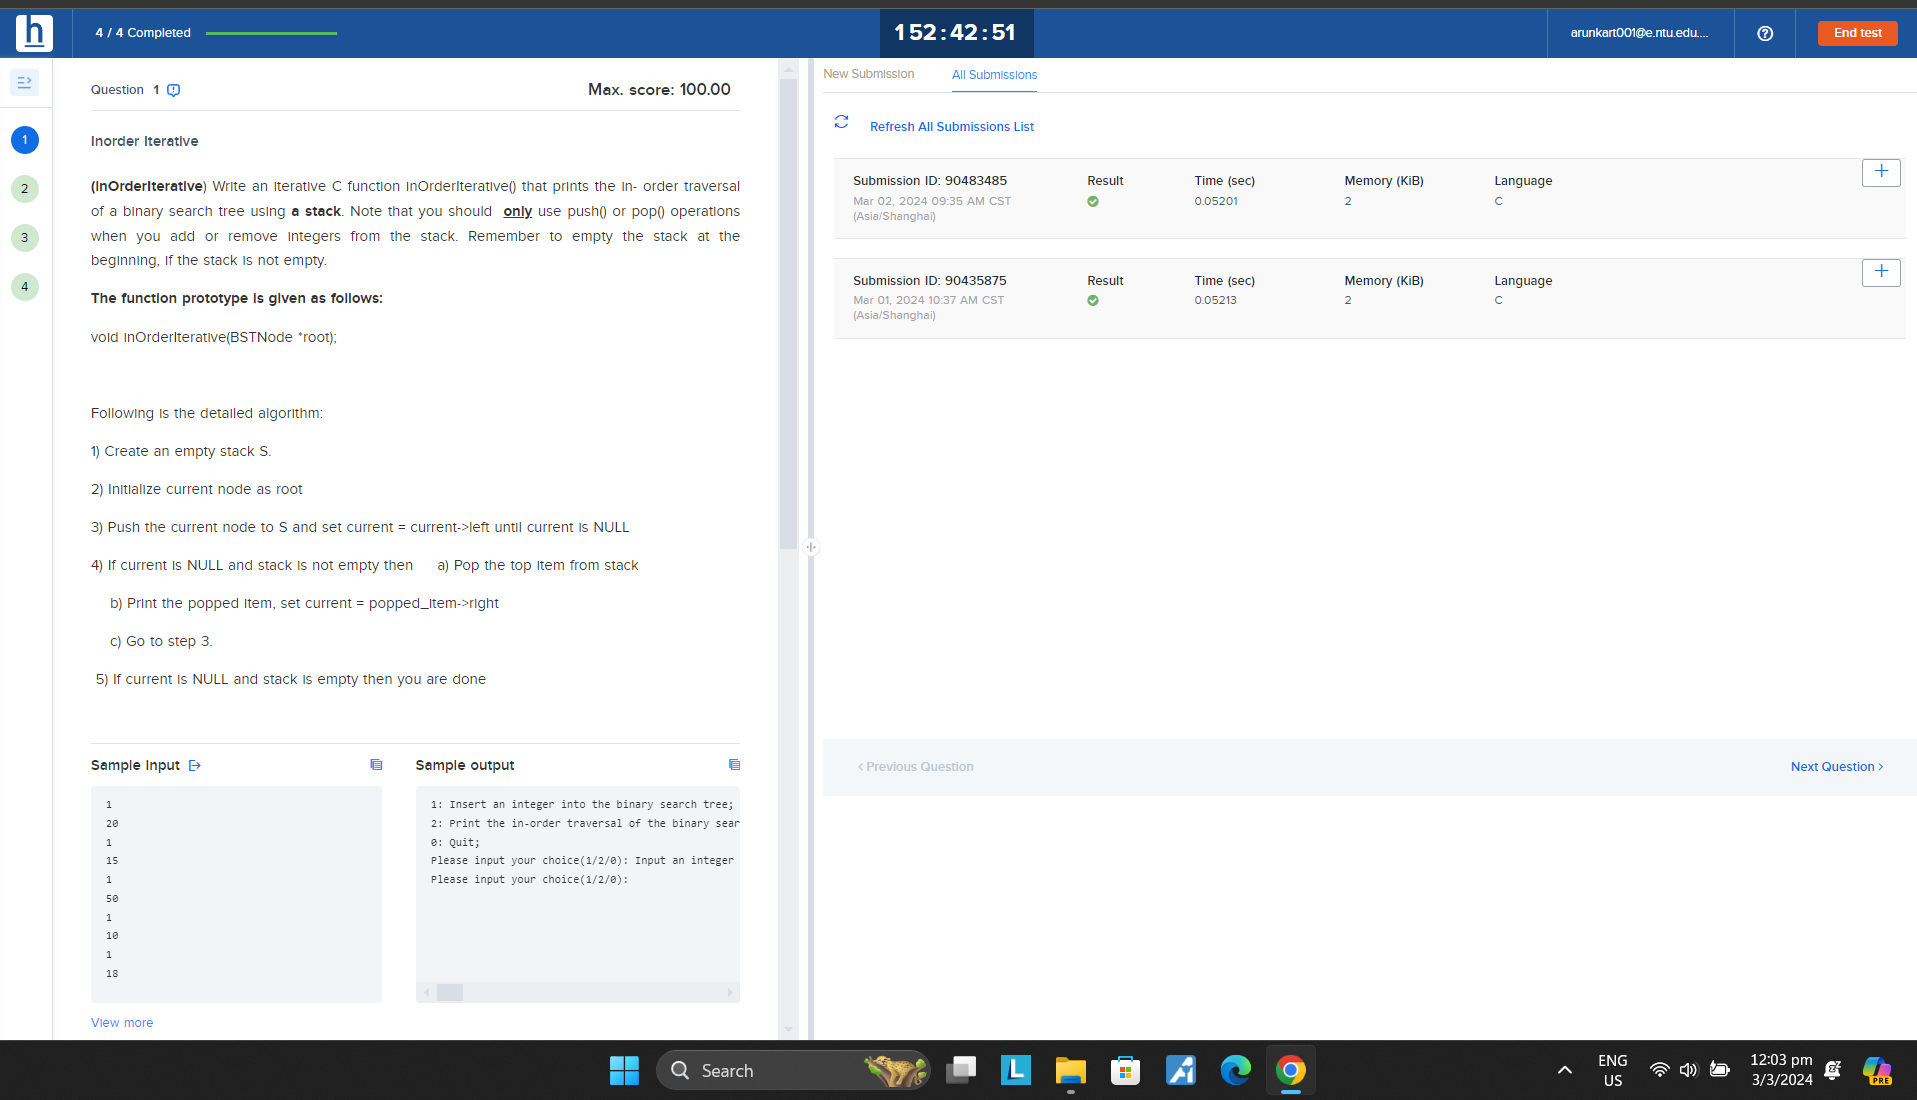 h
4 / 4 Completed
152:42:51
arunkart001@e.ntu.edu....
End test
1
2
3
4
Question 1
Max. score: 100.00
Inorder Iterative
(inOrderIterative) Write an iterative C function inOrderIterative() that prints the in- order traversal
of a binary search tree using a stack. Note that you should only use push() or pop() operations
when you add or remove integers from the stack. Remember to empty the stack at the
beginning, if the stack is not empty.
The function prototype is given as follows:
void inOrderIterative(BSTNode *root);
Following is the detailed algorithm:
1) Create an empty stack S.
2) Initialize current node as root
3) Push the current node to S and set current = current->left until current is NULL
4) If current is NULL and stack is not empty then a) Pop the top item from stack
b) Print the popped item, set current = popped_item->right
c) Go to step 3.
5) If current is NULL and stack is empty then you are done
Sample Input
1
20
1
15
1
50
1
10
1
18
View more
Sample output
1: Insert an integer into the binary search tree;
2: Print the in-order traversal of the binary sear
0: Quit;
Please input your choice(1/2/0): Input an integer
Please input your choice(1/2/0):
New Submission
All Submissions
Refresh All Submissions List
Submission ID: 90483485
Mar 02, 2024 09:35 AM CST
(Asia/Shanghai)
Result
Time (sec)
0.05201
Memory (KiB)
2
Language
C
Submission ID: 90435875
Mar 01, 2024 10:37 AM CST
(Asia/Shanghai)
Result
Time (sec)
0.05213
Memory (KiB)
2
Language
C
Previous Question
Next Question
Search
L
ENG
US
12:03 pm
3/3/2024
PRE